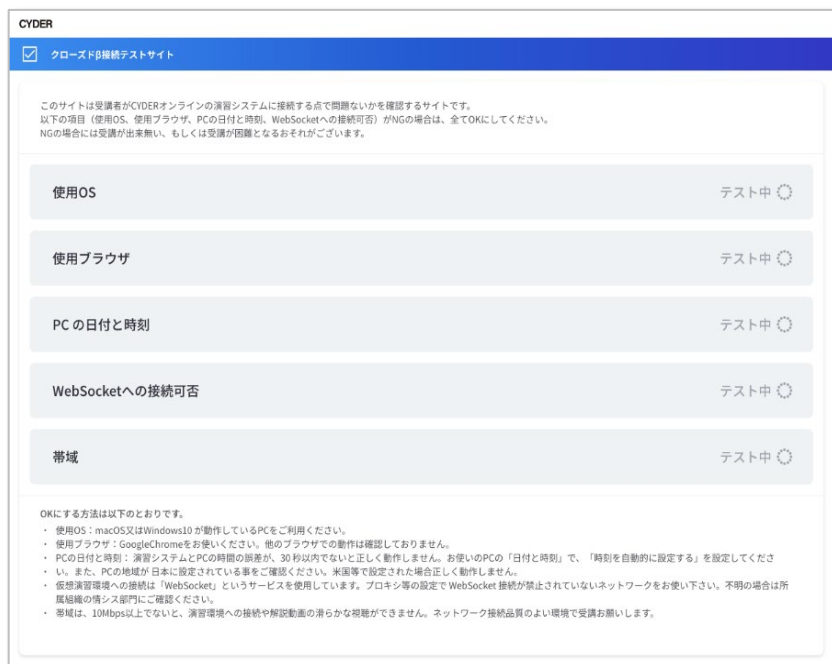 CYDER
クローズドβ接続テストサイト
このサイトは受講者がCYDERオンラインの演習システムに接続する点で問題ないかを確認するサイトです。
以下の項目（使用OS、使用ブラウザ、PCの日付と時刻、WebSocketへの接続可否）がNGの場合は、全てOKにしてください。
NGの場合には受講が出来無い、もしくは受講が困難となるおそれがございます。
使用OS テスト中
使用ブラウザ テスト中
PC の日付と時刻 テスト中
WebSocketへの接続可否 テスト中
帯域 テスト中
OKにする方法は以下のとおりです。
・ 使用OS：macOS又はWindows10 が動作しているPCをご利用ください。
・ 使用ブラウザ：GoogleChromeをお使いください。他のブラウザでの動作は確認しておりません。
・ PCの日付と時刻： 演習システムとPCの時間の誤差が、30 秒以内でないと正しく動作しません。お使いのPCの「日付と時刻」で、「時刻を自動的に設定する」を設定してくださ
・ い。また、PCの地域が 日本に設定されている事をご確認ください。米国等で設定された場合正しく動作しません。
・ 仮想演習環境への接続は「WebSocket」というサービスを使用しています。プロキシ等の設定で WebSocket 接続が禁止されていないネットワークをお使い下さい。不明の場合は所
属組織の情シス部門にご確認ください。
・ 帯域は、10Mbps以上でないと、演習環境への接続や解説動画の滑らかな視聴ができません。ネットワーク接続品質のよい環境で受講お願いします。